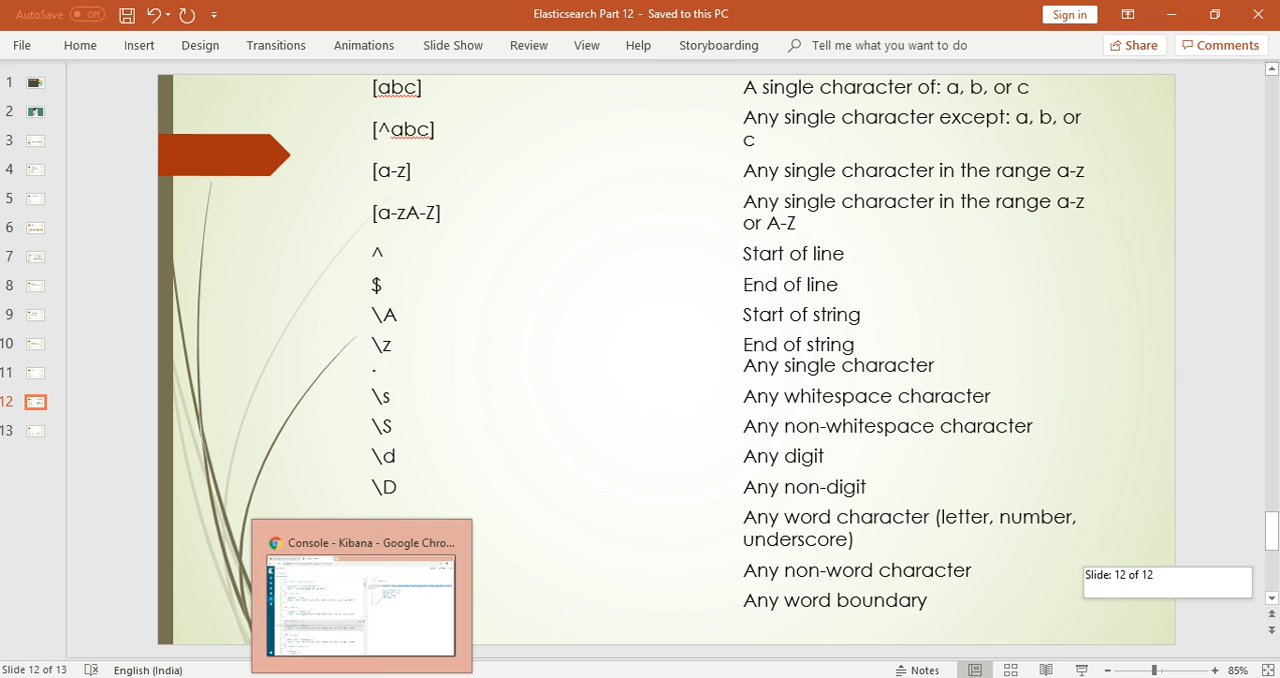 AutoSave Off Elasticsearch Part 12 - Saved to this PC Sign in
File Home Insert Design Transitions Animations Slide Show Review View Help Storyboarding Tell me what you want to do Share Comments
1
2
3
4
5
6
7
8
9
10
11
12
13
[abc] A single character of: a, b, or c
[^abc] Any single character except: a, b, or
c
[a-z] Any single character in the range a-z
[a-zA-Z] Any single character in the range a-z
or A-Z
^ Start of line
$ End of line
\A Start of string
\z End of string
. Any single character
\s Any whitespace character
\S Any non-whitespace character
\d Any digit
\D Any non-digit
Any word character (letter, number,
underscore)
Any non-word character
Any word boundary
Console - Kibana - Google Chro...
Slide: 12 of 12
Slide 12 of 13 English (India) Notes 85%